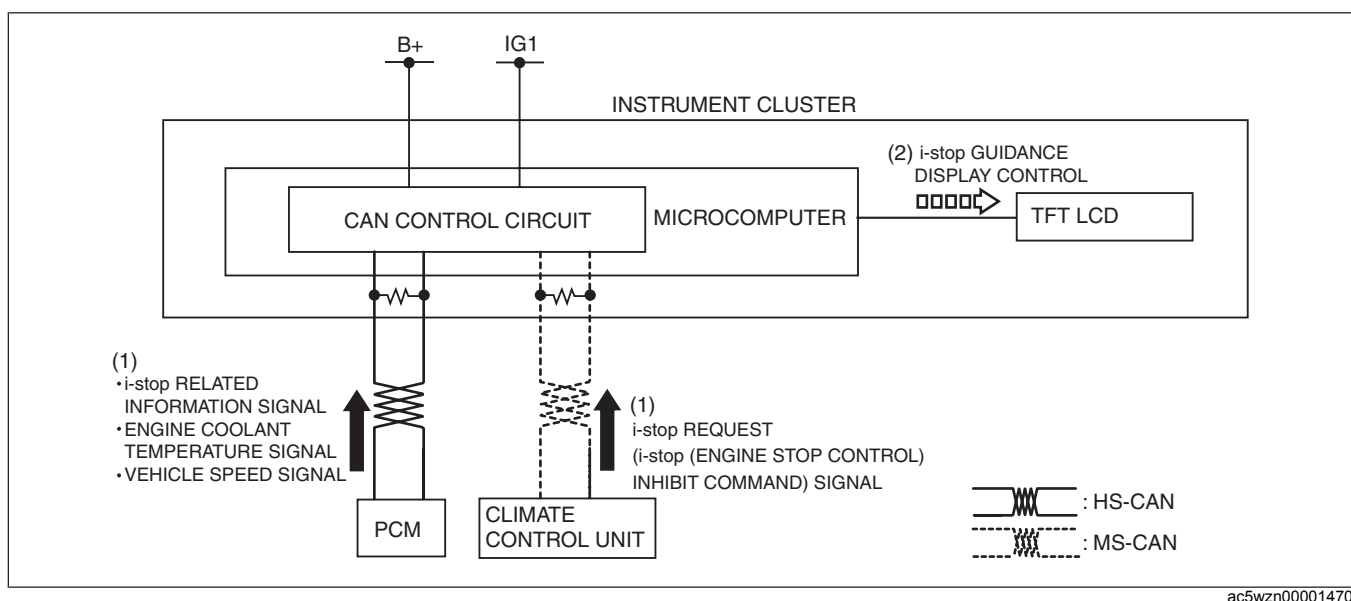 B+
IG1
INSTRUMENT CLUSTER
(2) i-stop GUIDANCE
DISPLAY CONTROL
CAN CONTROL CIRCUIT
MICROCOMPUTER
TFT LCD
(1)
•i-stop RELATED
INFORMATION SIGNAL
•ENGINE COOLANT
TEMPERATURE SIGNAL
•VEHICLE SPEED SIGNAL
(1)
i-stop REQUEST
(i-stop (ENGINE STOP CONTROL)
INHIBIT COMMAND) SIGNAL
PCM
CLIMATE
CONTROL UNIT
: HS-CAN
: MS-CAN
ac5wzn00001470